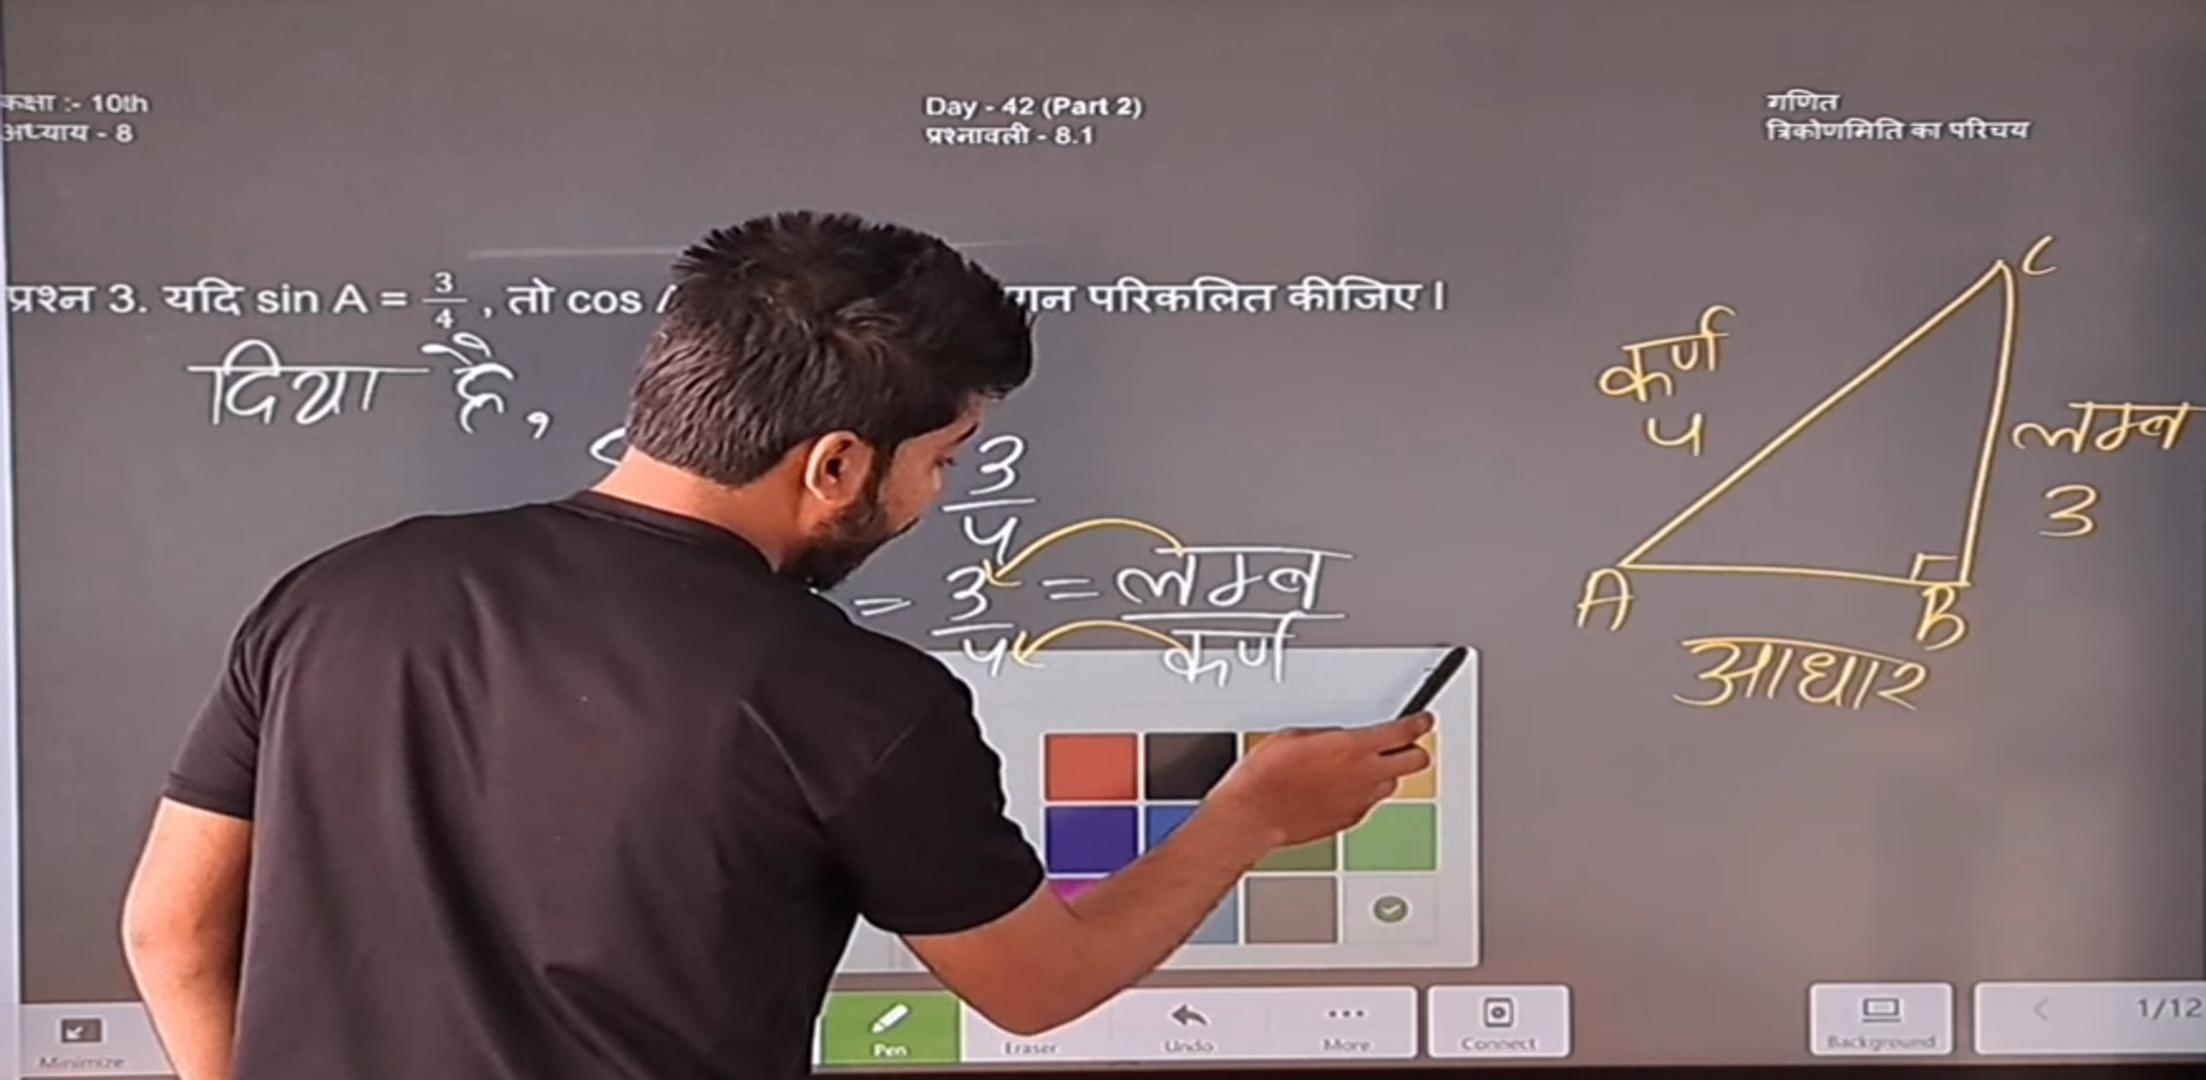 कक्षा :- 10th
अध्याय - 8
Day - 42 (Part 2)
प्रश्नावली - 8.1
गणित
त्रिकोणमिति का परिचय
प्रश्न 3. यदि sin A = 3/4 , तो cos परिकलित कीजिए।
दिया है,
3/4
= 3/4 = लम्ब/कर्ण
C
कर्ण
4
लम्ब
3
A
B
आधार
Minimize
Pen
Eraser
Undo
More
Connect
Background
1/12